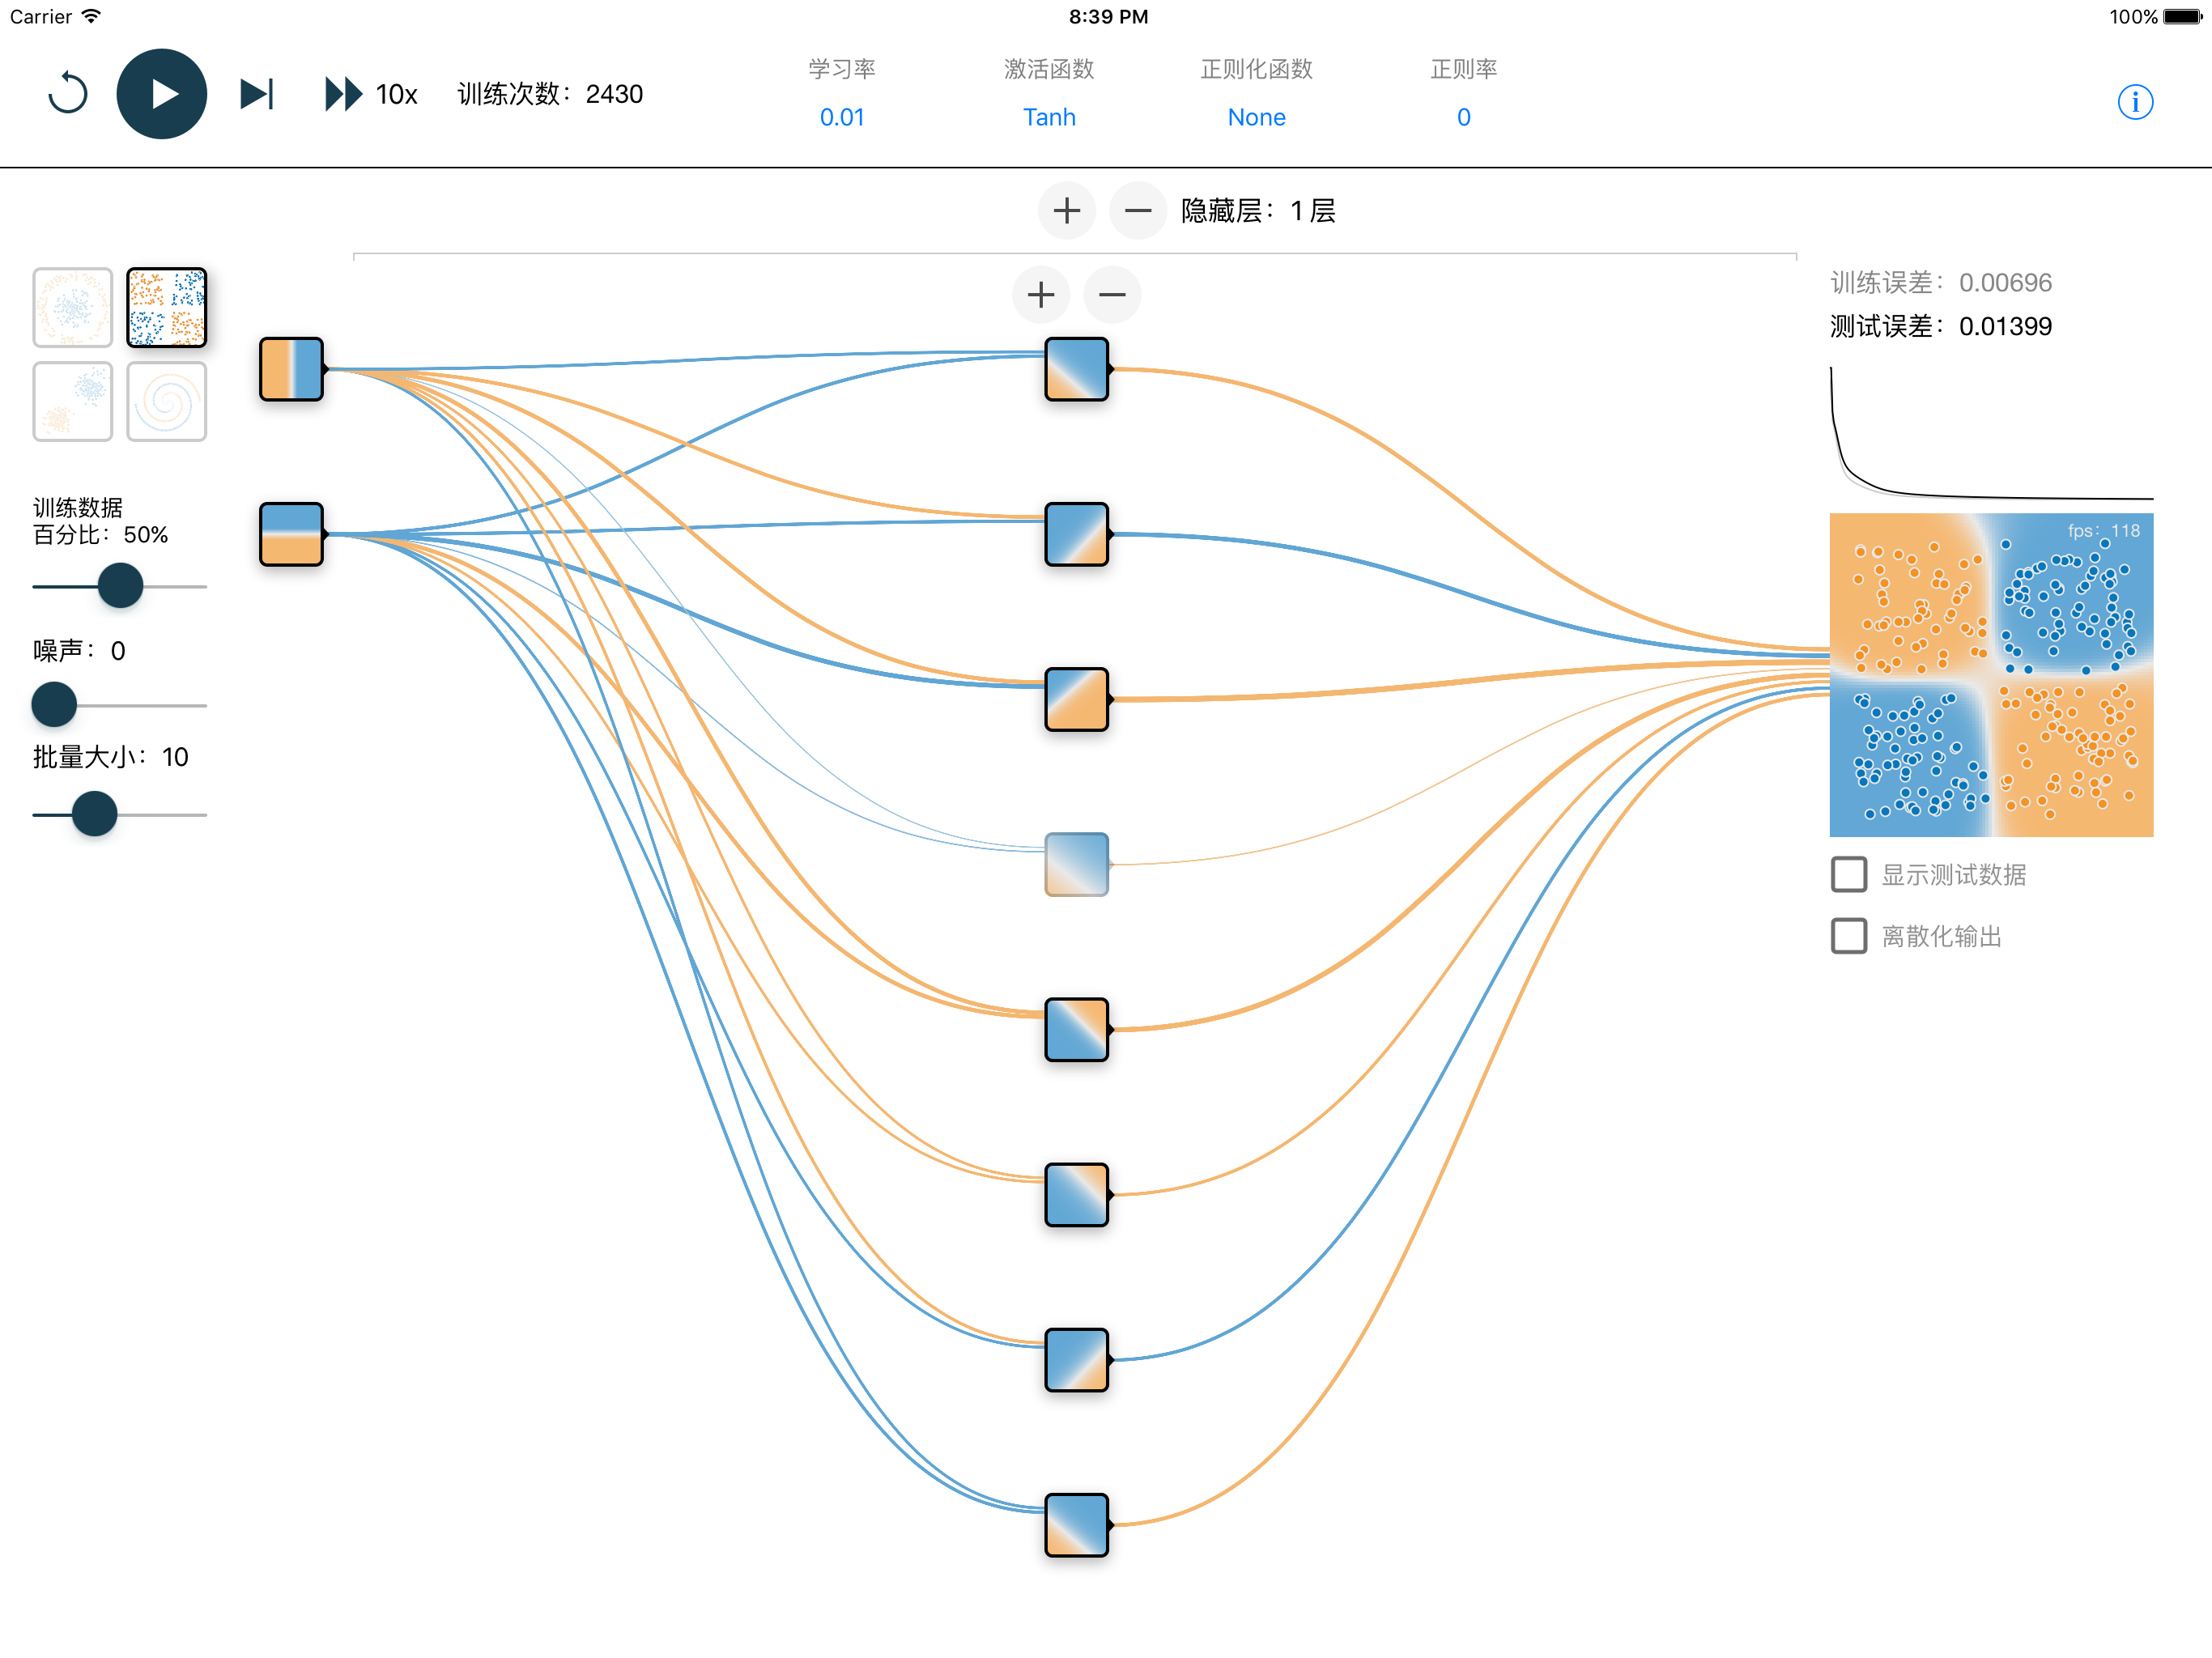 Carrier
8:39 PM
100%
10x
训练次数：2430
学习率
激活函数
正则化函数
正则率
0.01
Tanh
None
0
隐藏层：1 层
训练误差：0.00696
测试误差：0.01399
训练数据
百分比：50%
fps：118
噪声：0
批量大小：10
显示测试数据
离散化输出